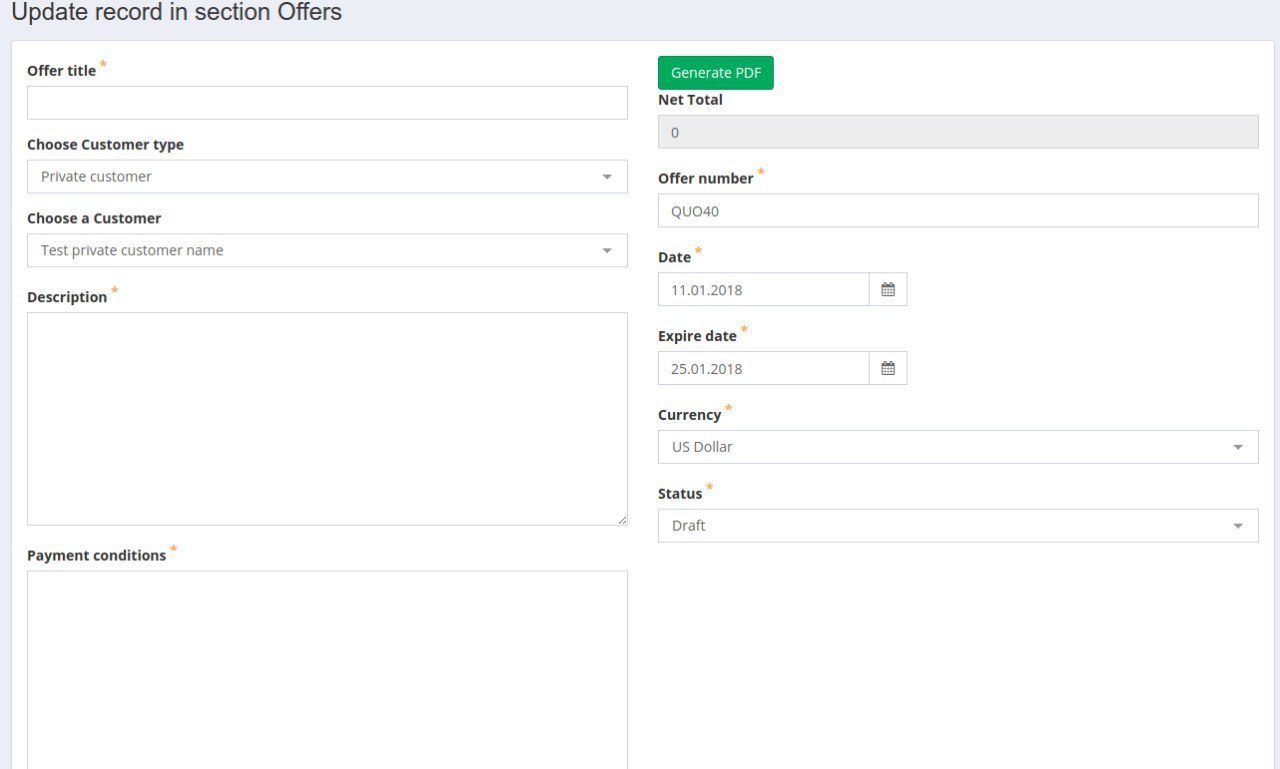 Update record in section Offers
Offer title *
Choose Customer type
Private customer
Choose a Customer
Test private customer name
Description *
Payment conditions *
Generate PDF
Net Total
0
Offer number *
QUO40
Date *
11.01.2018
Expire date *
25.01.2018
Currency *
US Dollar
Status *
Draft